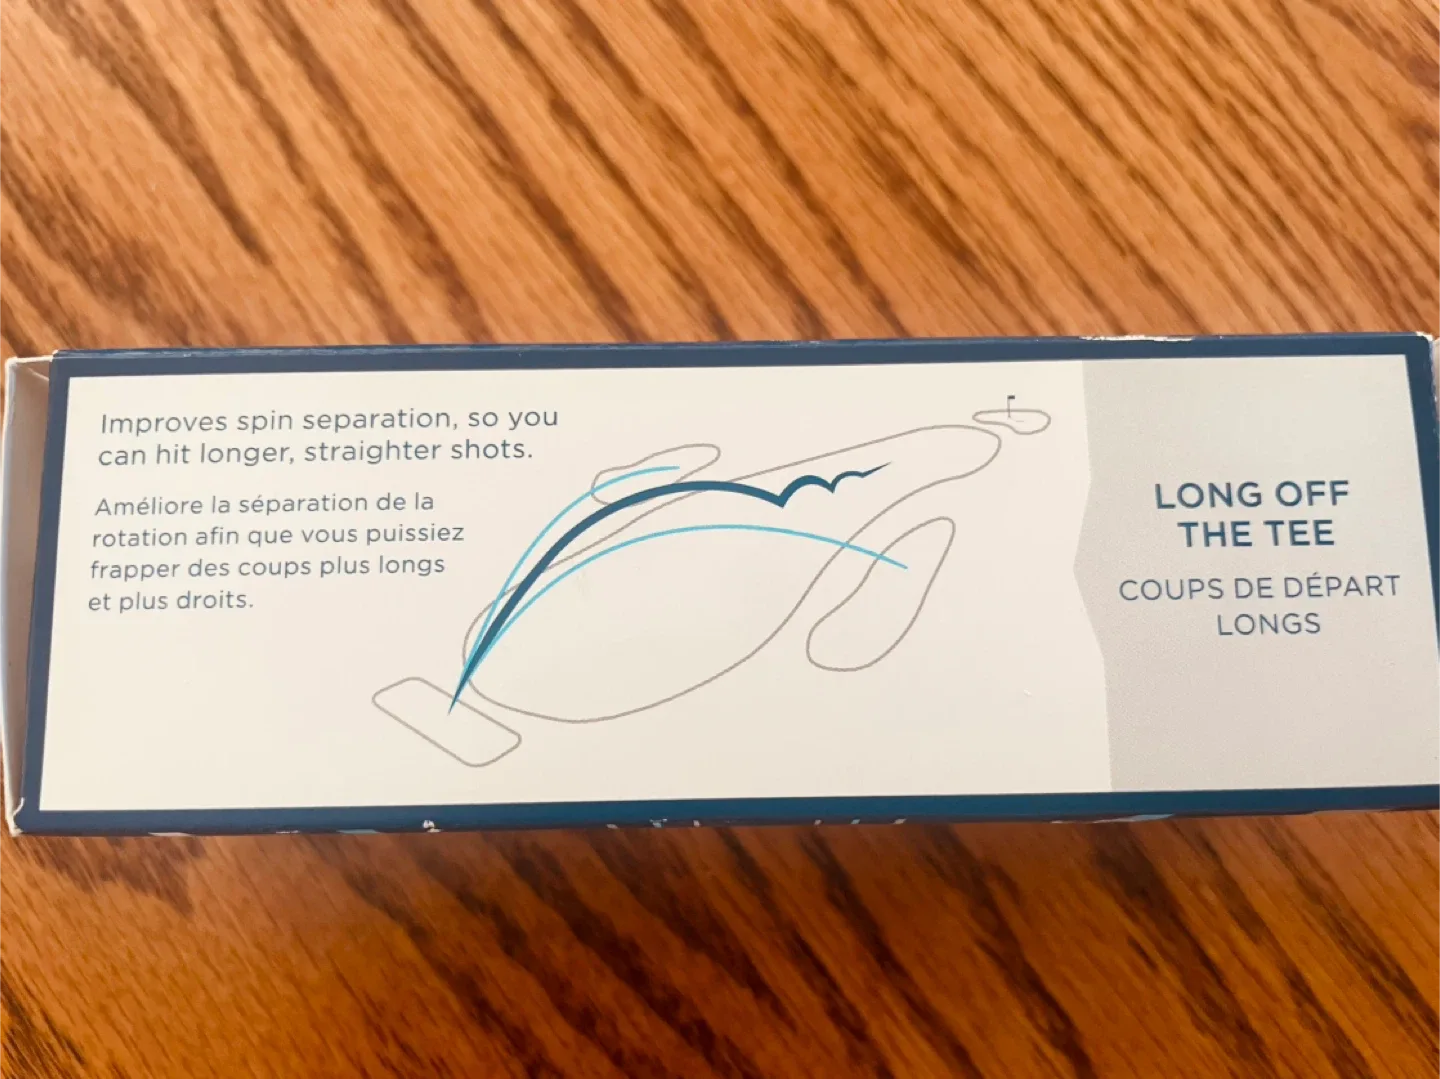 Improves spin separation, so you
can hit longer, straighter shots.
Améliore la séparation de la
rotation afin que vous puissiez
frapper des coups plus longs
et plus droits.
LONG OFF
THE TEE
COUPS DE DÉPART
LONGS